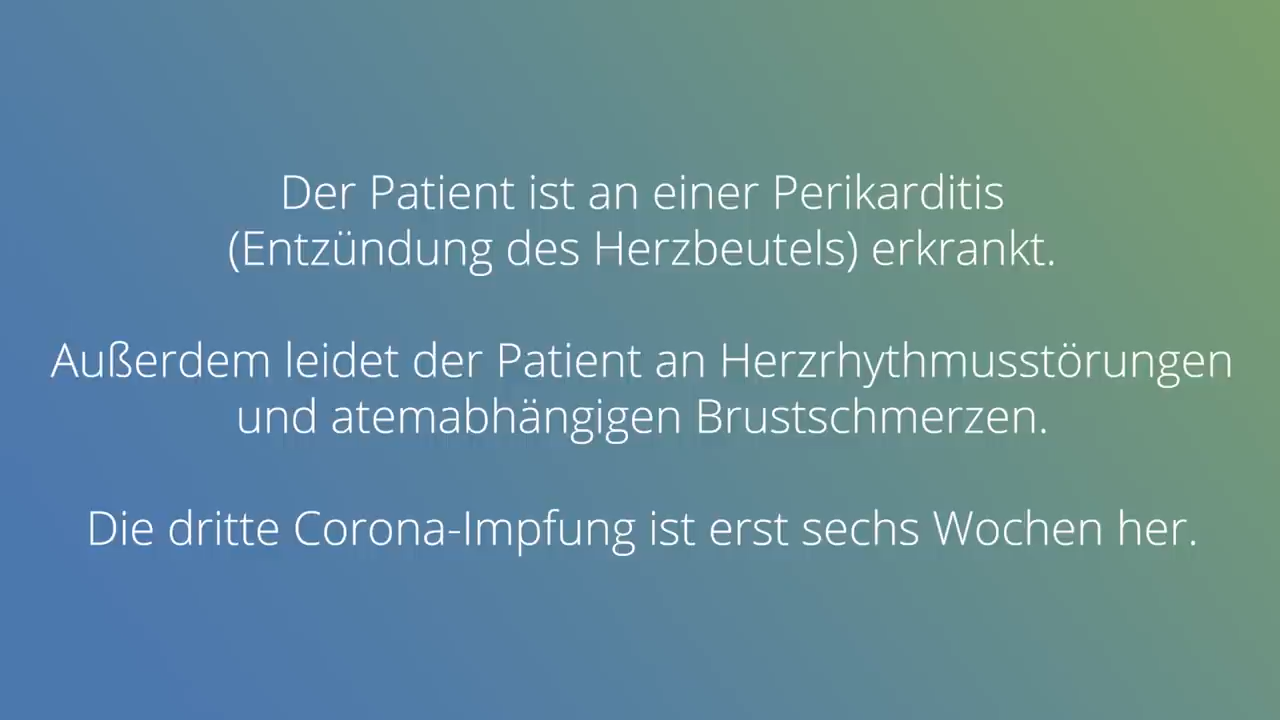 Der Patient ist an einer Perikarditis
(Entzündung des Herzbeutels) erkrankt.
Außerdem leidet der Patient an Herzrhythmusstörungen
und atemabhängigen Brustschmerzen.
Die dritte Corona-Impfung ist erst sechs Wochen her.